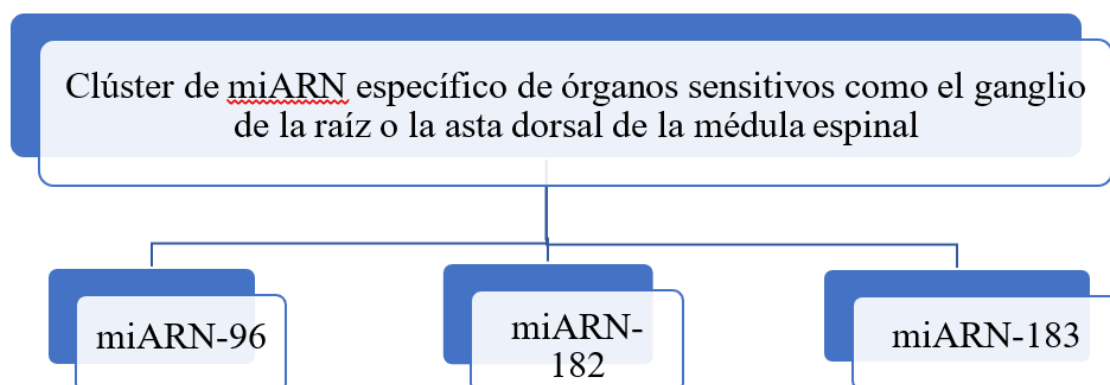 Clúster de miARN específico de órganos sensitivos como el ganglio
de la raíz o la asta dorsal de la médula espinal
miARN-96
miARN-
182
miARN-183